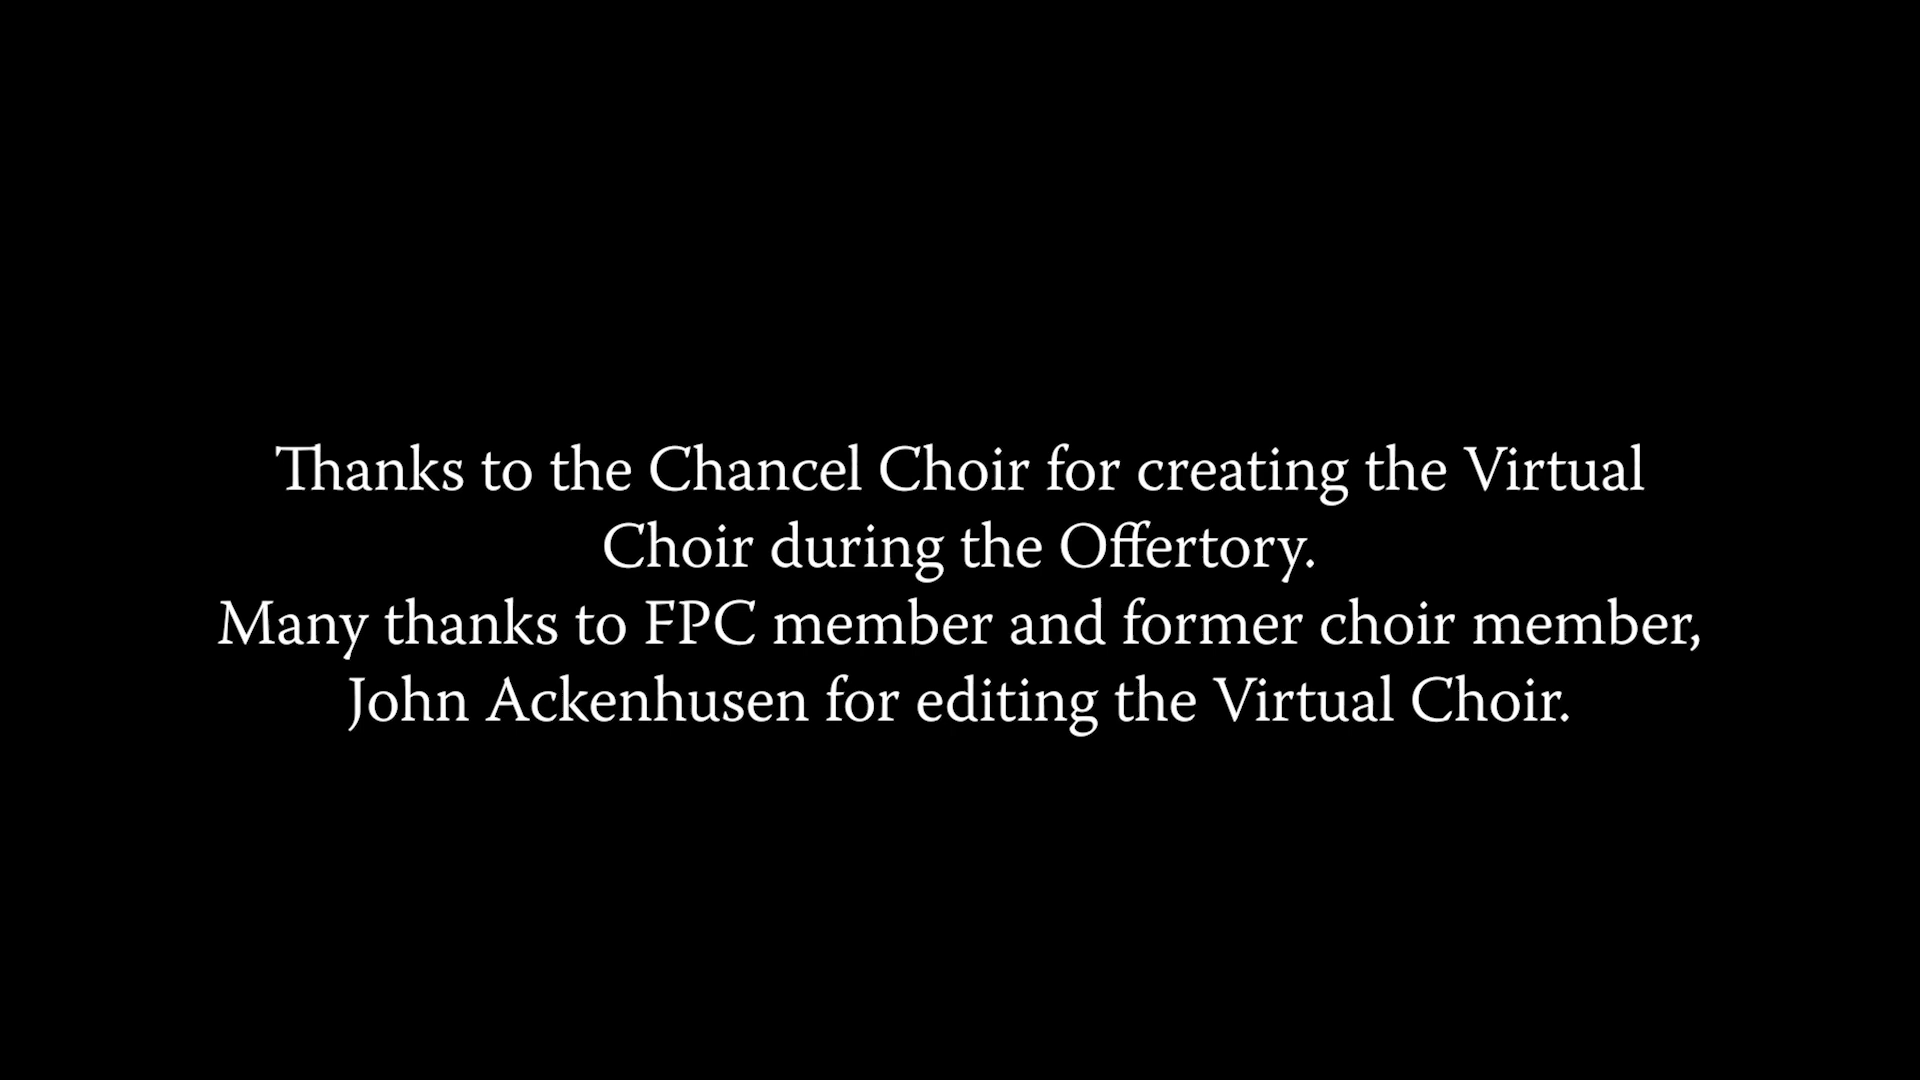 Thanks to the Chancel Choir for creating the Virtual
Choir during the Offertory.
Many thanks to FPC member and former choir member,
John Ackenhusen for editing the Virtual Choir.